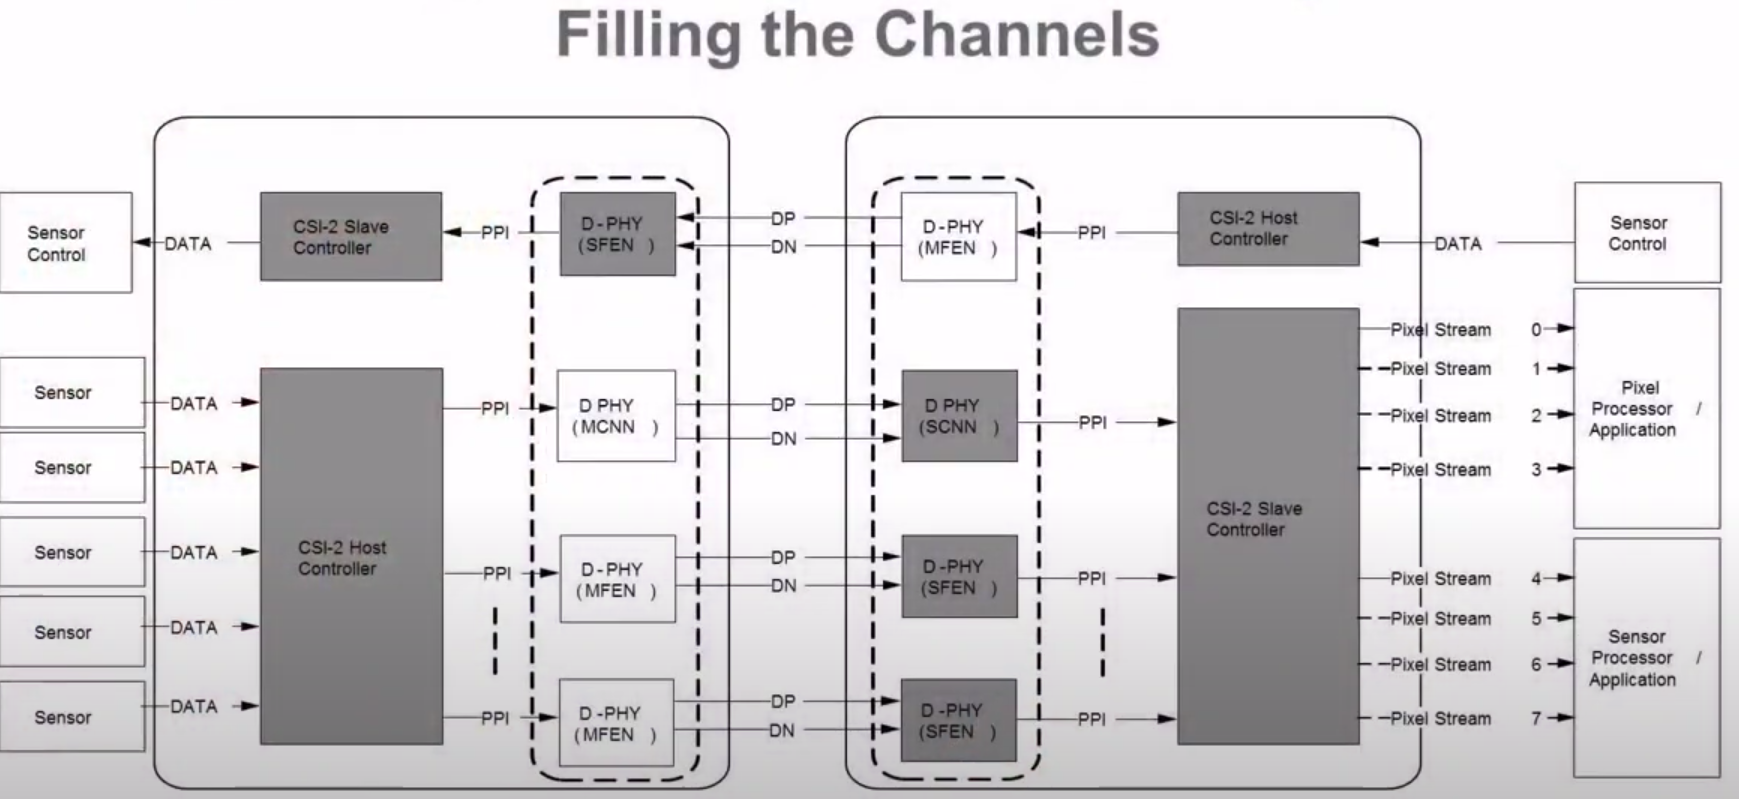 Filling the Channels
Sensor
Control
DATA
CSI-2 Slave
Controller
PPI
D-PHY
(SFEN )
DP
DN
D-PHY
(MFEN )
PPI
CSI-2 Host
Controller
DATA
Sensor
Control
Sensor
DATA
Sensor
DATA
Sensor
DATA
Sensor
DATA
Sensor
DATA
CSI-2 Host
Controller
PPI
D PHY
(MCNN )
DP
DN
D PHY
(SCNN )
PPI
PPI
D-PHY
(MFEN )
DP
DN
D-PHY
(SFEN )
PPI
PPI
D -PHY
(MFEN )
DP
DN
D -PHY
(SFEN )
PPI
CSI-2 Slave
Controller
Pixel Stream 0
Pixel Stream 1
Pixel Stream 2
Pixel Stream 3
Pixel
Processor /
Application
Pixel Stream 4
Pixel Stream 5
Pixel Stream 6
Pixel Stream 7
Sensor
Processor /
Application